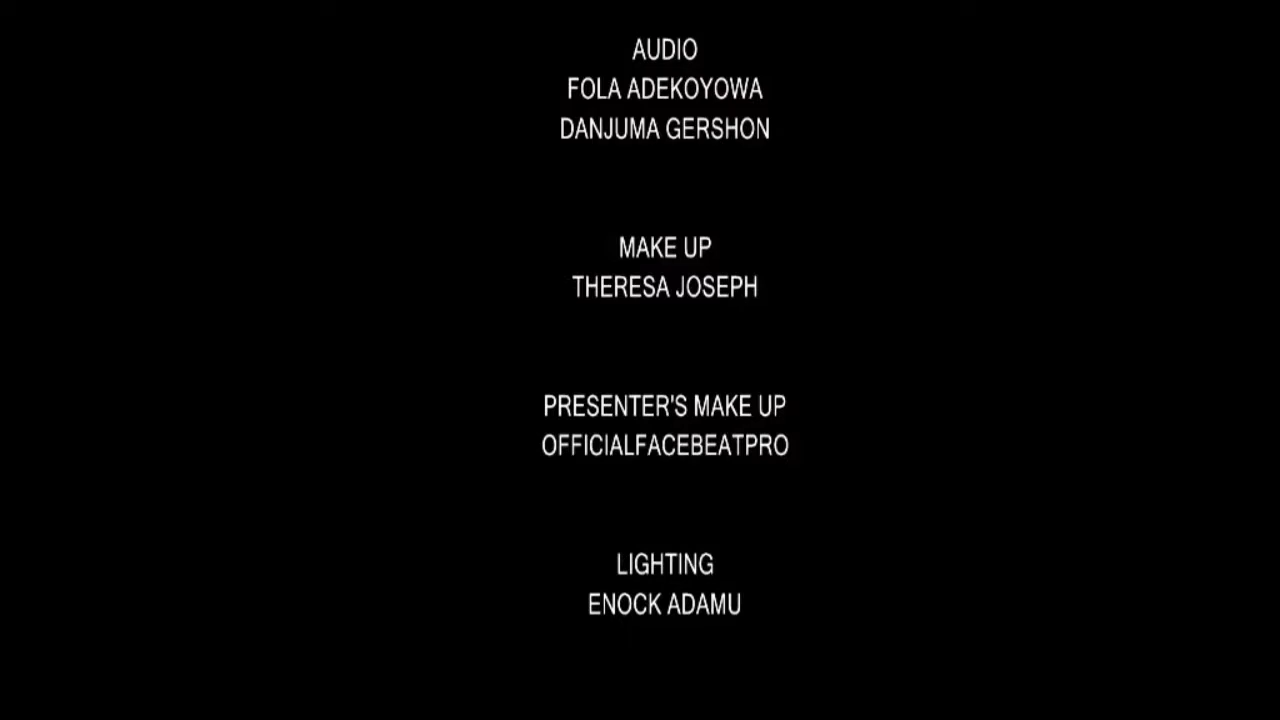 AUDIO
FOLA ADEKOYOWA
DANJUMA GERSHON
MAKE UP
THERESA JOSEPH
PRESENTER'S MAKE UP
OFFICIALFACEBEATPRO
LIGHTING
ENOCK ADAMU